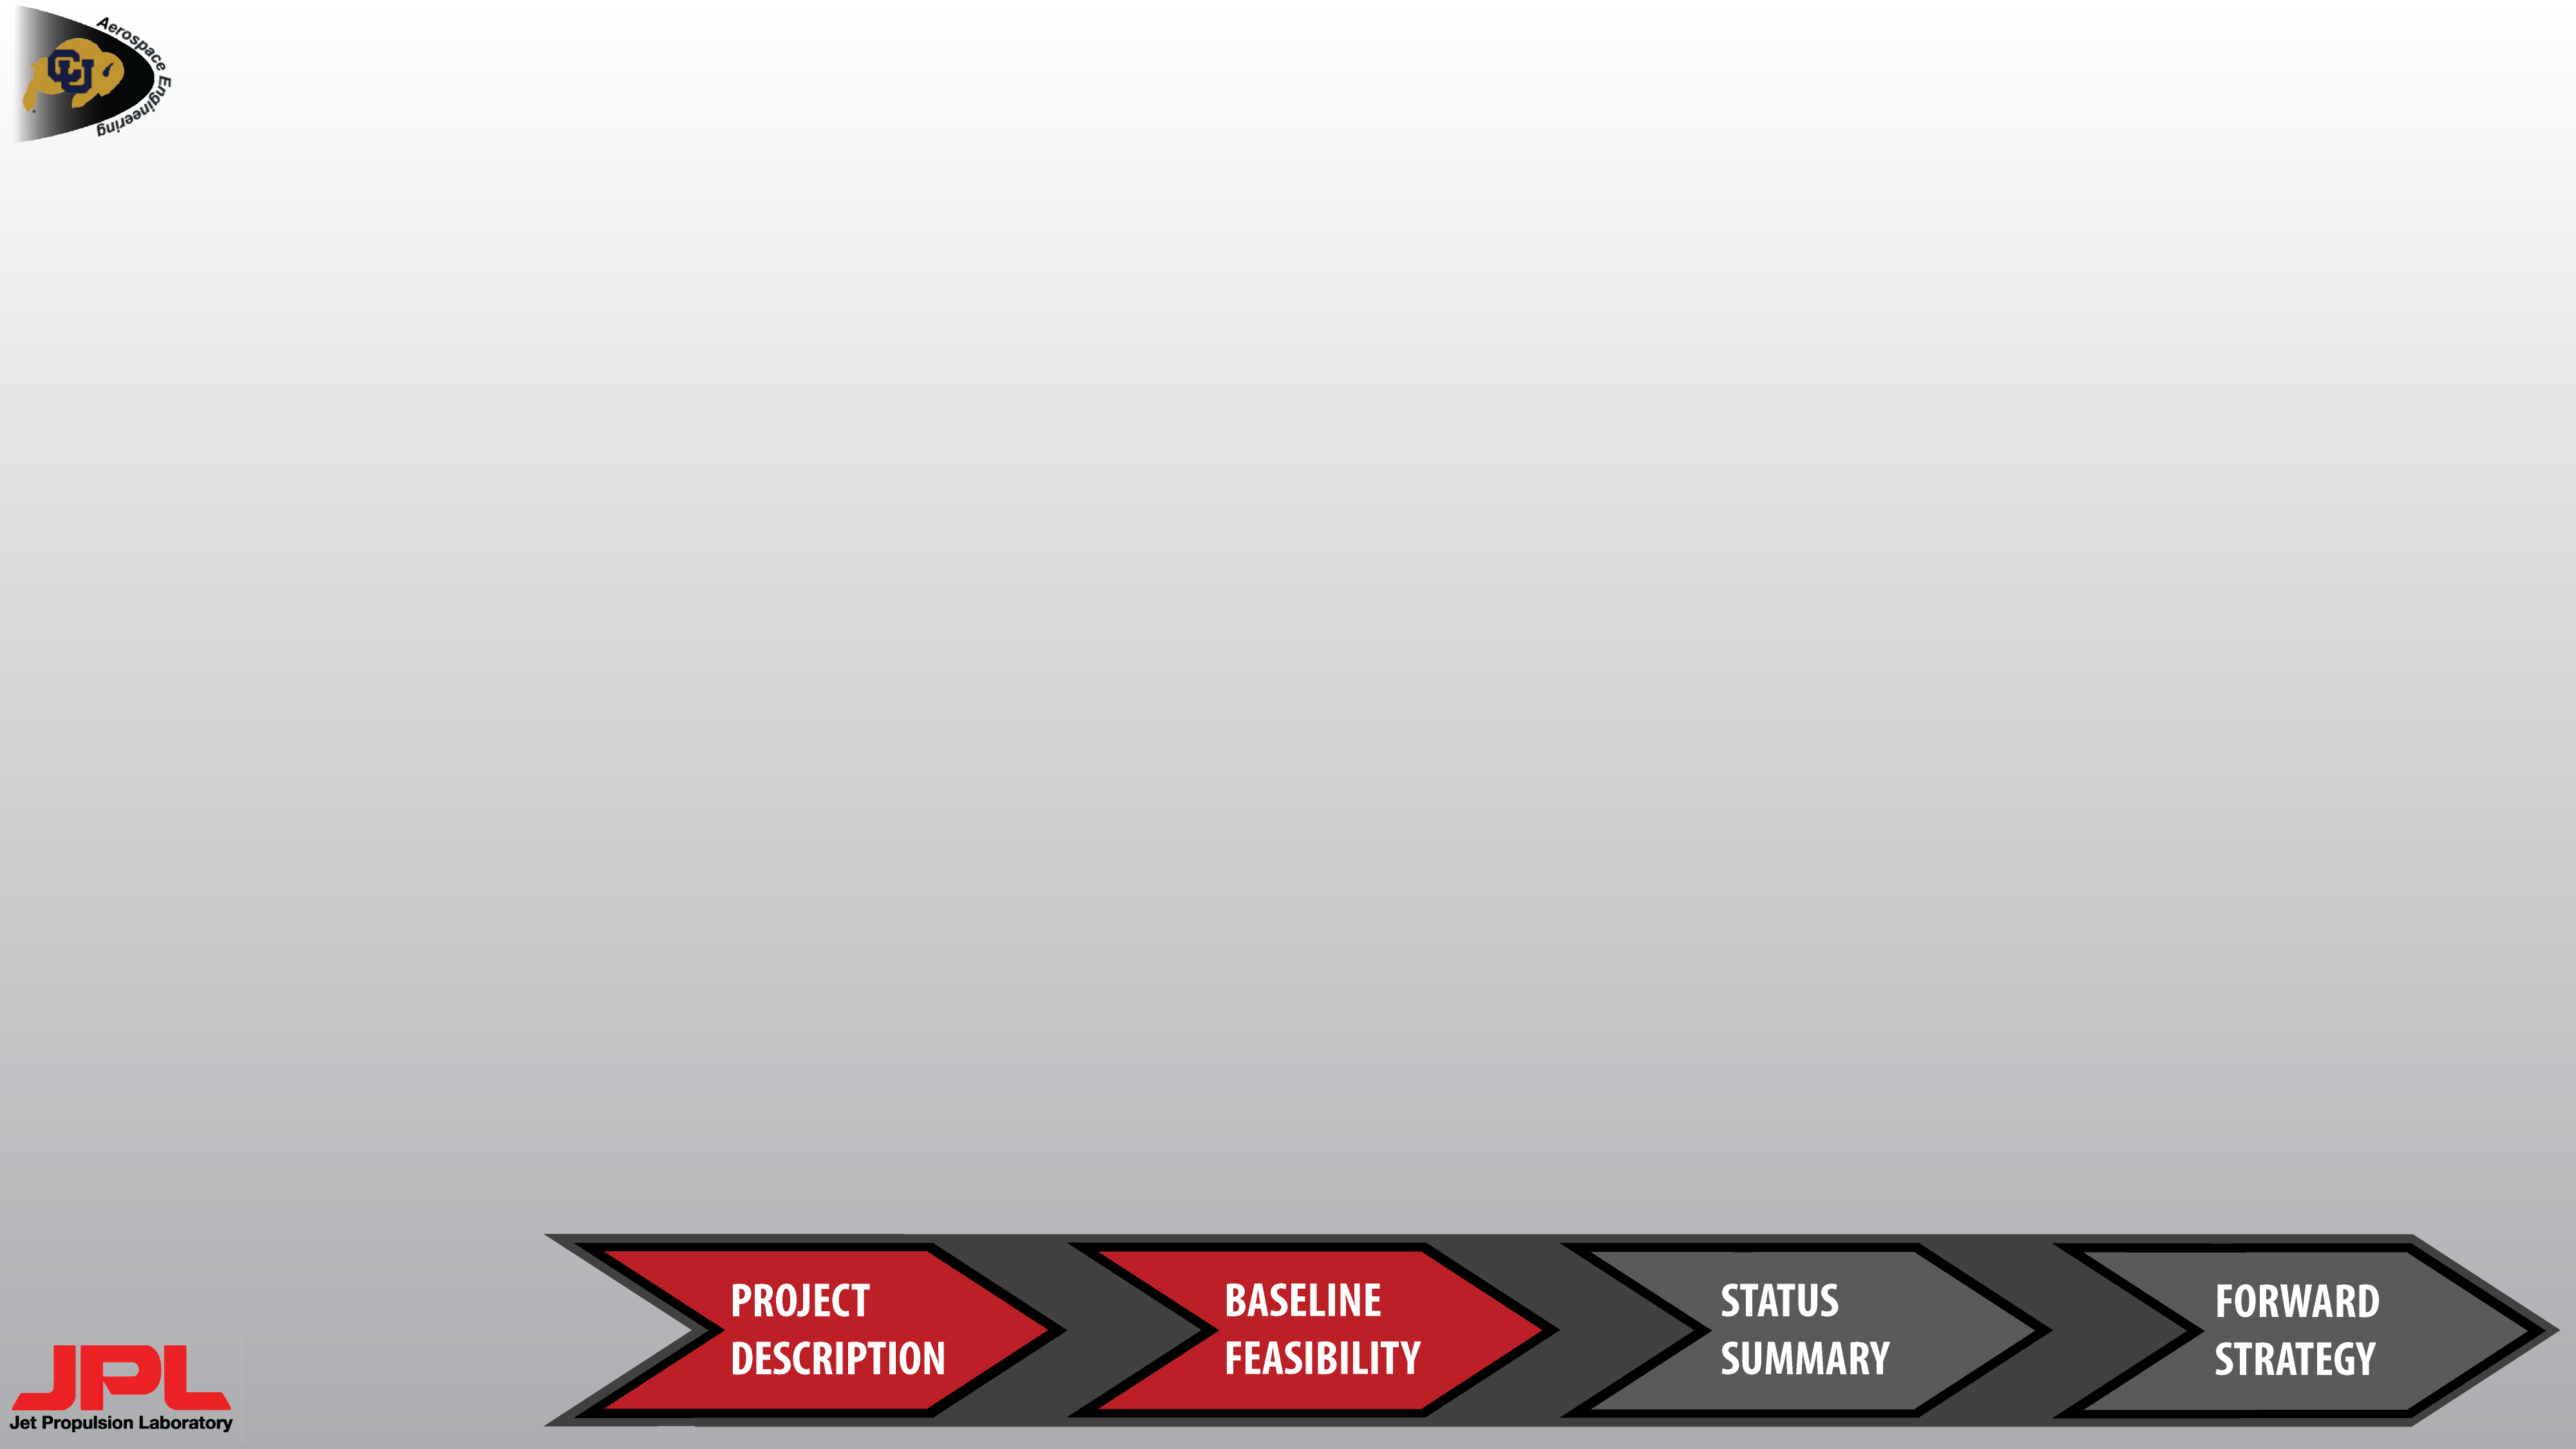 Aerospace Engineering
CU
PROJECT
DESCRIPTION
BASELINE
FEASIBILITY
STATUS
SUMMARY
FORWARD
STRATEGY
JPL
Jet Propulsion Laboratory